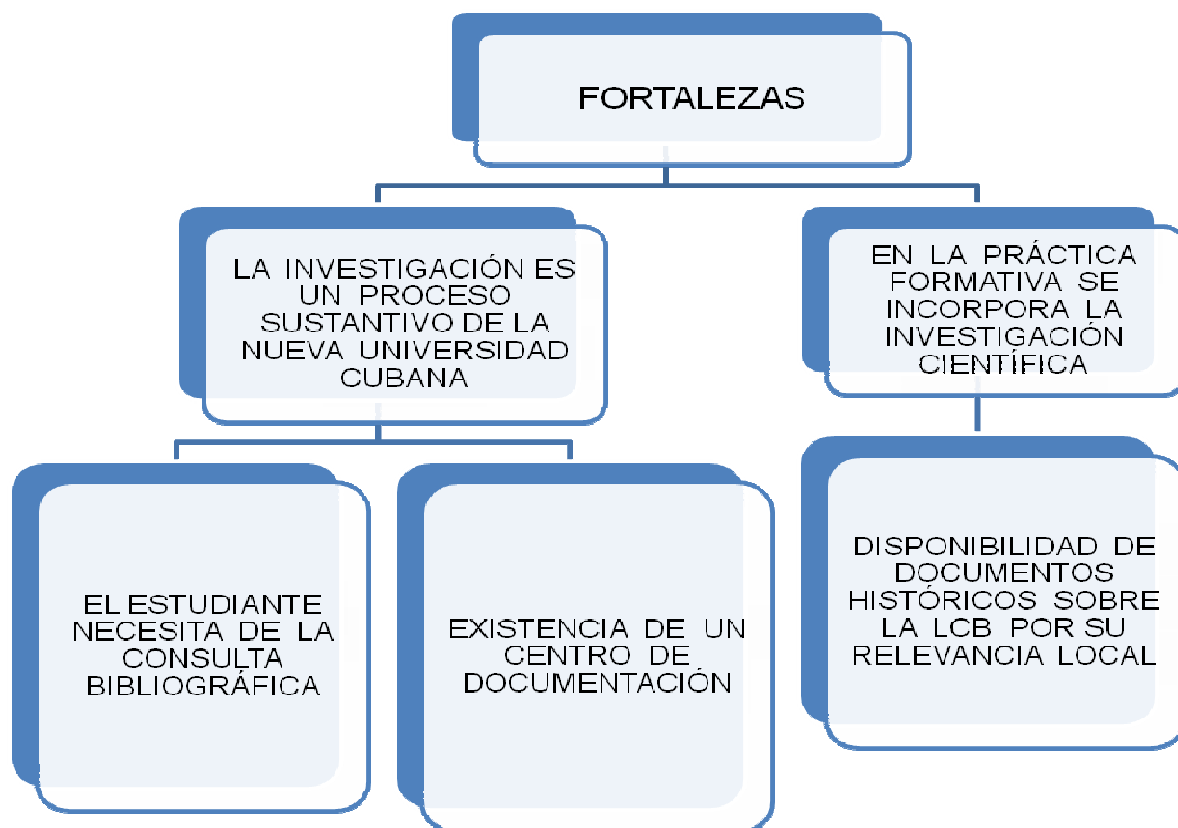 FORTALEZAS
LA INVESTIGACIÓN ES
UN PROCESO
SUSTANTIVO DE LA
NUEVA UNIVERSIDAD
CUBANA
EN LA PRÁCTICA
FORMATIVA SE
INCORPORA LA
INVESTIGACIÓN
CIENTÍFICA
EL ESTUDIANTE
NECESITA DE LA
CONSULTA
BIBLIOGRÁFICA
EXISTENCIA DE UN
CENTRO DE
DOCUMENTACIÓN
DISPONIBILIDAD DE
DOCUMENTOS
HISTÓRICOS SOBRE
LA LCB POR SU
RELEVANCIA LOCAL